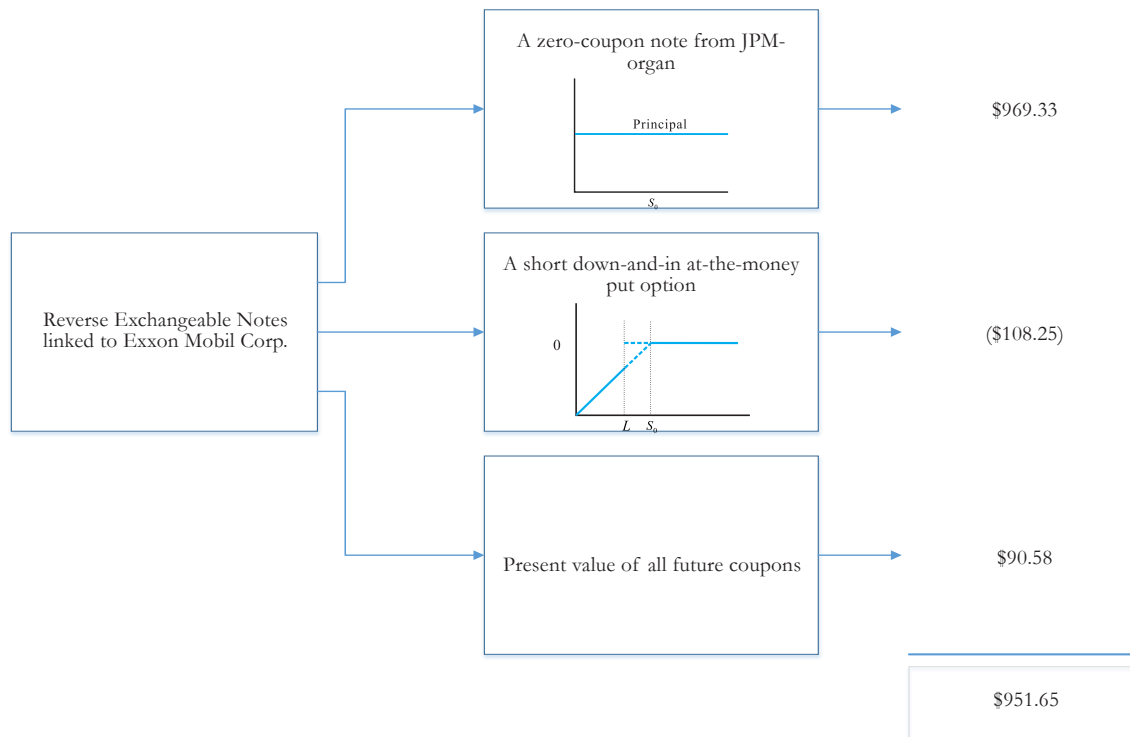 A zero-coupon note from JPM-
organ
Principal
S₀
$969.33
Reverse Exchangeable Notes
linked to Exxon Mobil Corp.
A short down-and-in at-the-money
put option
0
L S₀
($108.25)
Present value of all future coupons
$90.58
$951.65